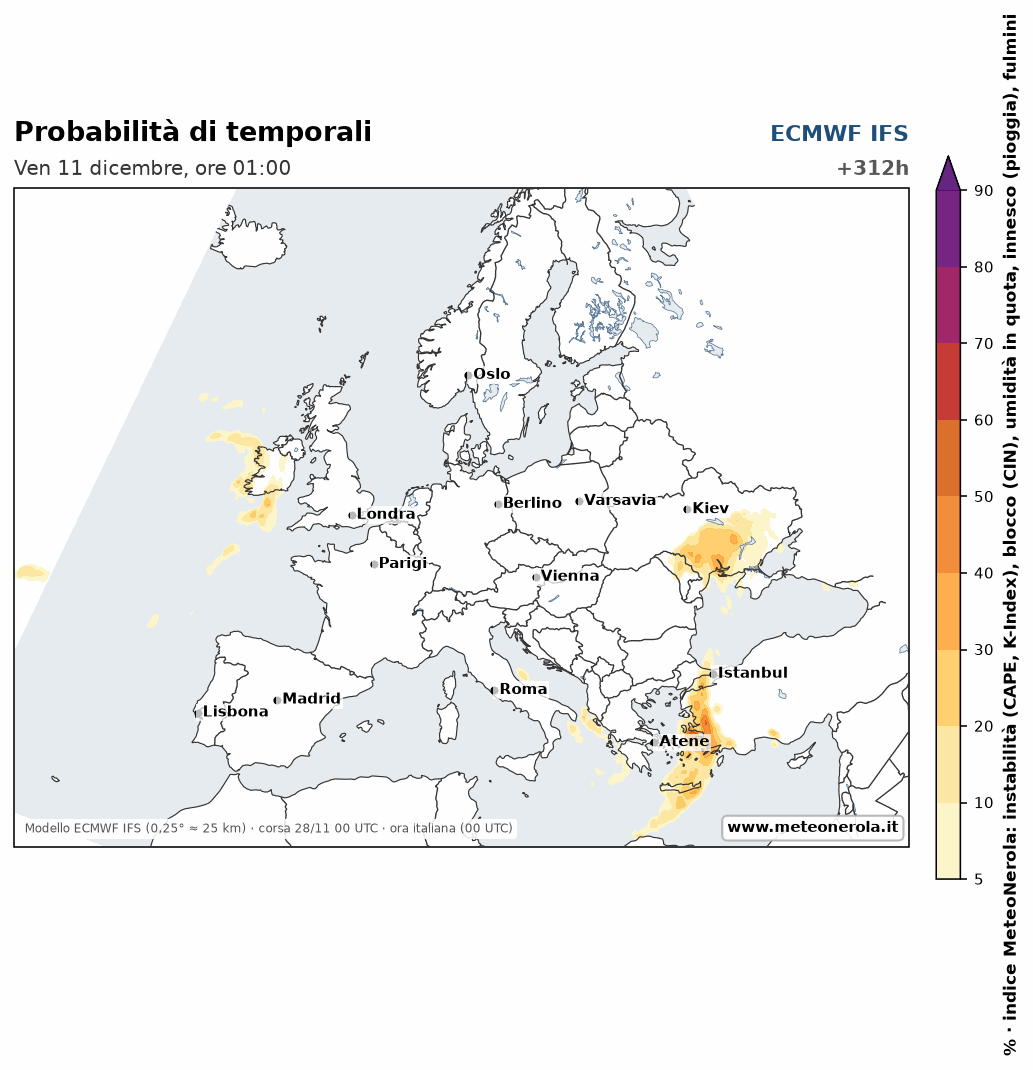 Probabilità di temporali
ECMWF IFS
Ven 11 dicembre, ore 01:00
+312h
Oslo
Londra
Berlino
Varsavia
Kiev
Parigi
Vienna
Madrid
Lisbona
Roma
Istanbul
Atene
Modello ECMWF IFS (0,25° ≈ 25 km) · corsa 28/11 00 UTC · ora italiana (00 UTC)
www.meteonerola.it
90
80
70
60
50
40
30
20
10
5
% · indice MeteoNerola: instabilità (CAPE, K-Index), blocco (CIN), umidità in quota, innesco (pioggia), fulmini